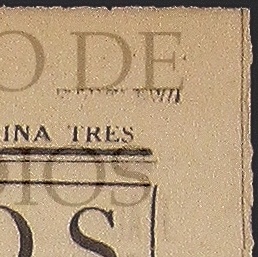 O DE
INA TRES
DIOS
OS